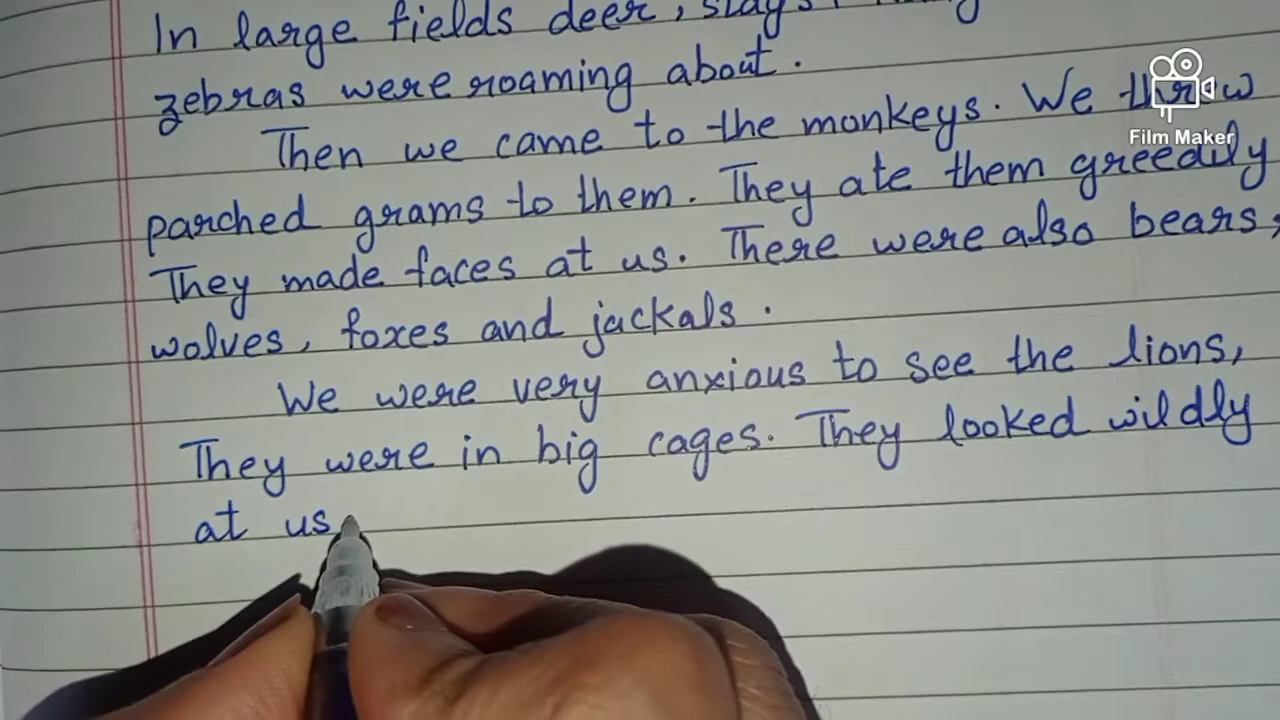 In large fields deer, stags,
zebras were roaming about.
Then we came to the monkeys. We threw
parched grams to them. They ate them greedily
They made faces at us. There were also bears,
wolves, foxes and jackals.
We were very anxious to see the lions,
They were in big cages. They looked wildly
at us
Film Maker